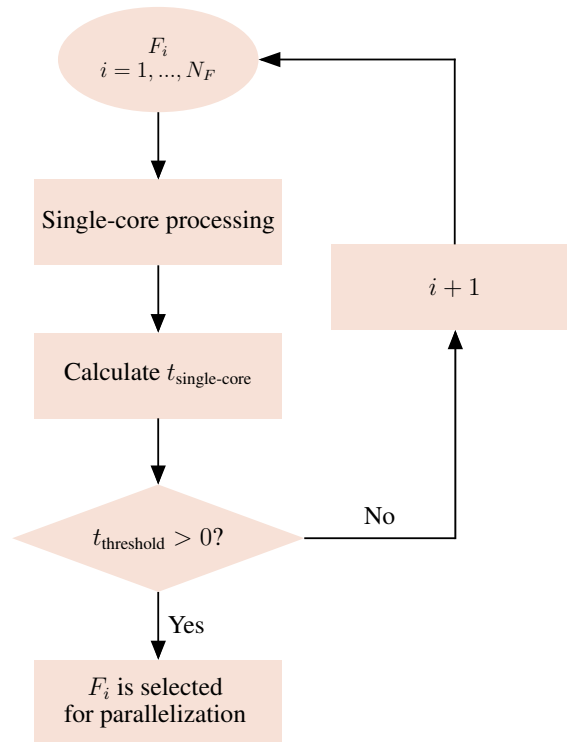 F_i
i = 1, ..., N_F
Single-core processing
i + 1
Calculate t_single-core
t_threshold > 0?
No
Yes
F_i is selected
for parallelization